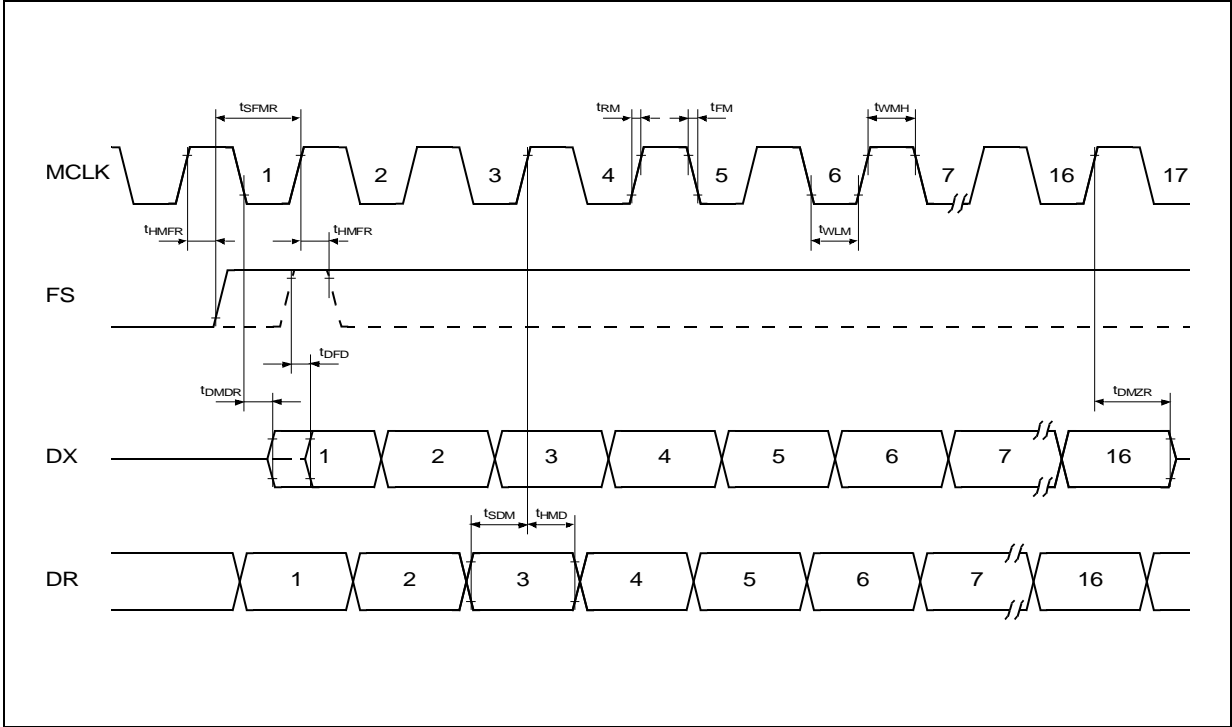 tSFMR tRM tFM tWMH
MCLK 1 2 3 4 5 6 7 16 17
tHMFR tHMFR tWLM
FS
tDFD
tDMDR tDMZR
DX 1 2 3 4 5 6 7 16
tSDM tHMD
DR 1 2 3 4 5 6 7 16